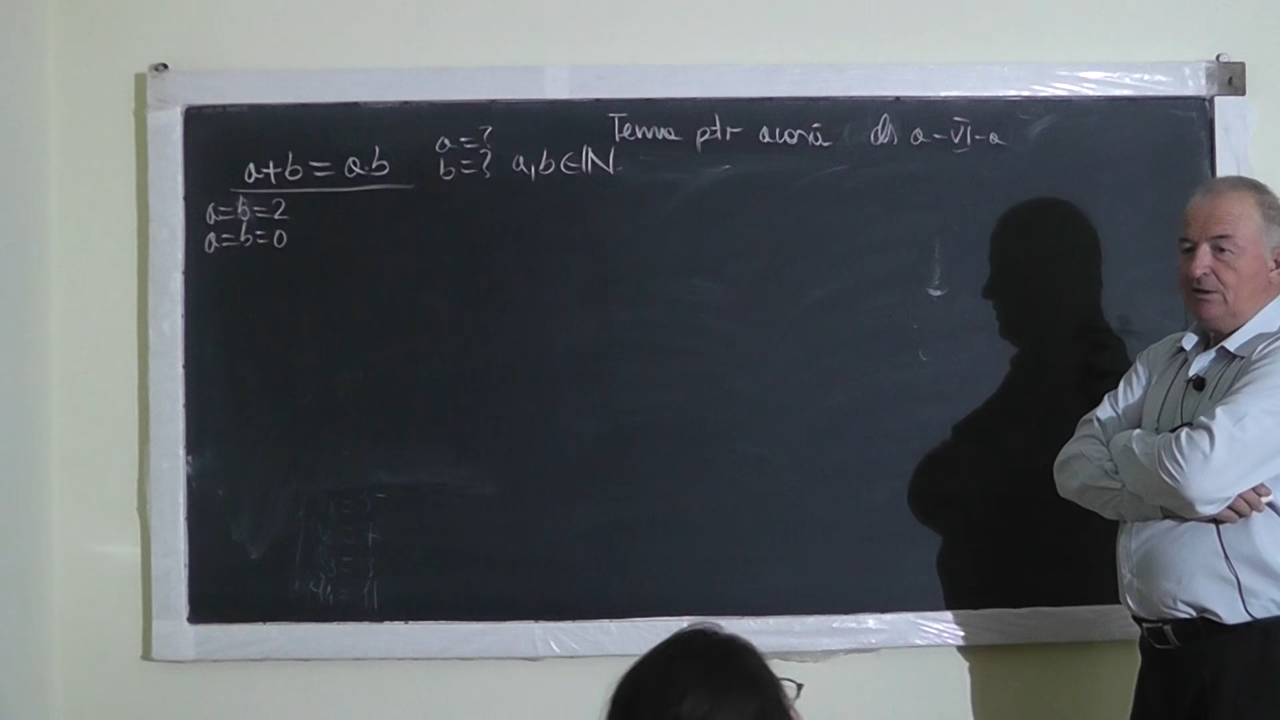 a+b=a·b
a=?
b=? a,b∈ℕ.
a=b=2
a=b=0
Tema ptr acasă cls a-VI-a